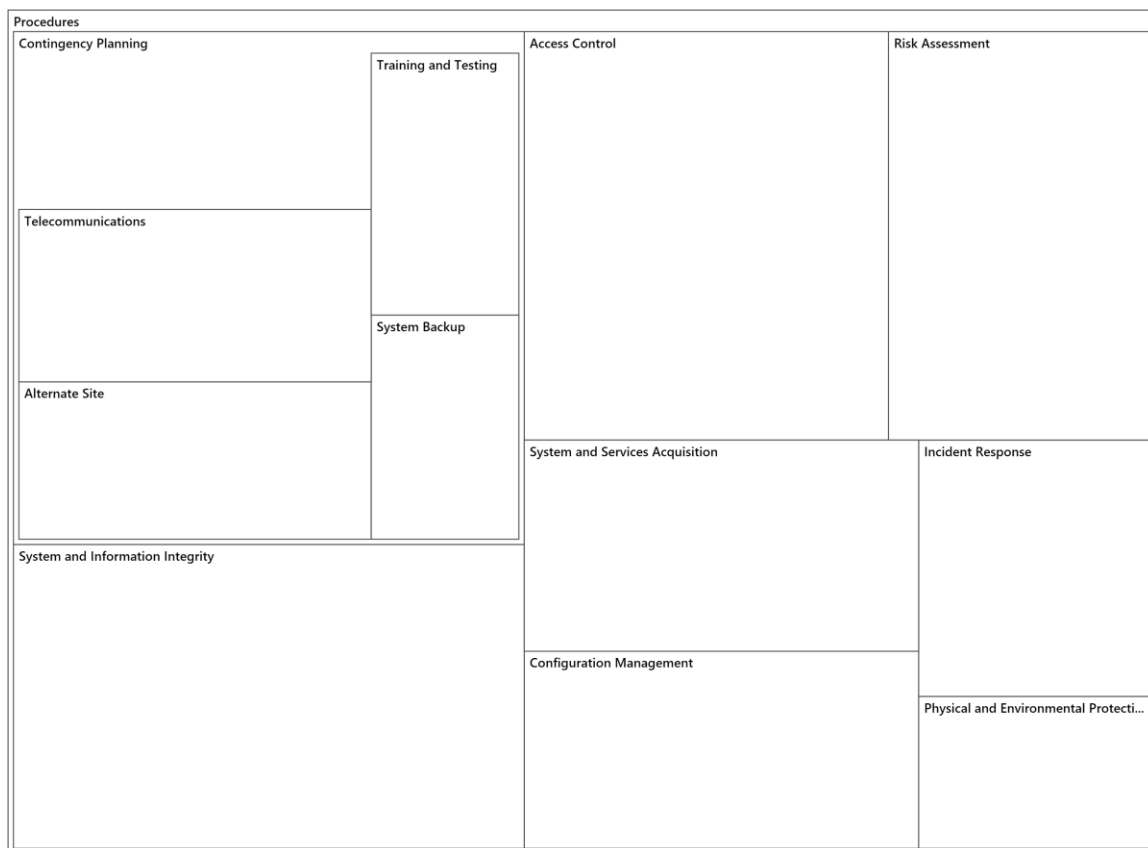 Procedures
Contingency Planning
Training and Testing
Telecommunications
System Backup
Alternate Site
System and Information Integrity
Access Control
Risk Assessment
System and Services Acquisition
Incident Response
Configuration Management
Physical and Environmental Protecti...